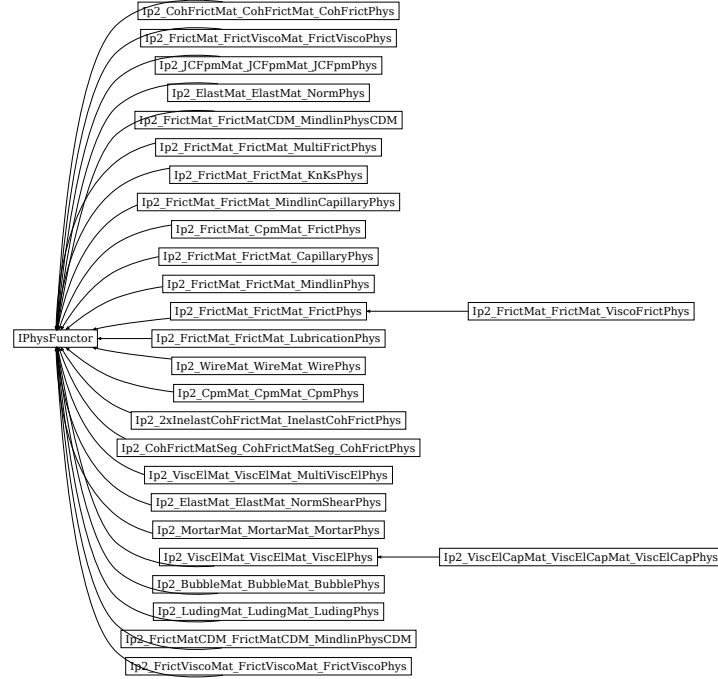 Ip2_CohFrictMat_CohFrictMat_CohFrictPhys
Ip2_FrictMat_FrictViscoMat_FrictViscoPhys
Ip2_JCFpmMat_JCFpmMat_JCFpmPhys
Ip2_ElastMat_ElastMat_NormPhys
Ip2_FrictMat_FrictMatCDM_MindlinPhysCDM
Ip2_FrictMat_FrictMat_MultiFrictPhys
Ip2_FrictMat_FrictMat_KnKsPhys
Ip2_FrictMat_FrictMat_MindlinCapillaryPhys
Ip2_FrictMat_CpmMat_FrictPhys
Ip2_FrictMat_FrictMat_CapillaryPhys
Ip2_FrictMat_FrictMat_MindlinPhys
Ip2_FrictMat_FrictMat_FrictPhys
Ip2_FrictMat_FrictMat_ViscoFrictPhys
IPhysFunctor
Ip2_FrictMat_FrictMat_LubricationPhys
Ip2_WireMat_WireMat_WirePhys
Ip2_CpmMat_CpmMat_CpmPhys
Ip2_2xInelastCohFrictMat_InelastCohFrictPhys
Ip2_CohFrictMatSeg_CohFrictMatSeg_CohFrictPhys
Ip2_ViscElMat_ViscElMat_MultiViscElPhys
Ip2_ElastMat_ElastMat_NormShearPhys
Ip2_MortarMat_MortarMat_MortarPhys
Ip2_ViscElMat_ViscElMat_ViscElPhys
Ip2_ViscElCapMat_ViscElCapMat_ViscElCapPhys
Ip2_BubbleMat_BubbleMat_BubblePhys
Ip2_LudingMat_LudingMat_LudingPhys
Ip2_FrictMatCDM_FrictMatCDM_MindlinPhysCDM
Ip2_FrictViscoMat_FrictViscoMat_FrictViscoPhys